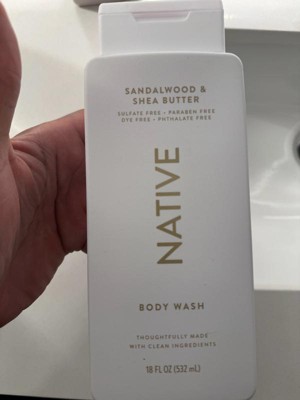 SANDALWOOD &
SHEA BUTTER
SULFATE FREE • PARABEN FREE
DYE FREE • PHTHALATE FREE
NATIVE
BODY WASH
THOUGHTFULLY MADE
WITH CLEAN INGREDIENTS
18 FL OZ (532 mL)